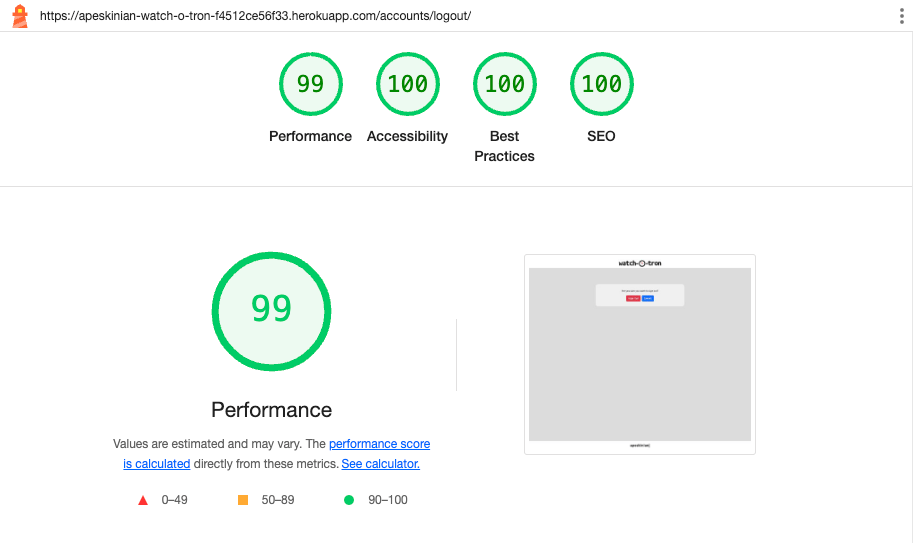 https://apeskinian-watch-o-tron-f4512ce56f33.herokuapp.com/accounts/logout/
99 100 100 100
Performance Accessibility Best Practices SEO
99
watch-o-tron
Performance
Values are estimated and may vary. The performance score
is calculated directly from these metrics. See calculator.
0–49 50–89 90–100